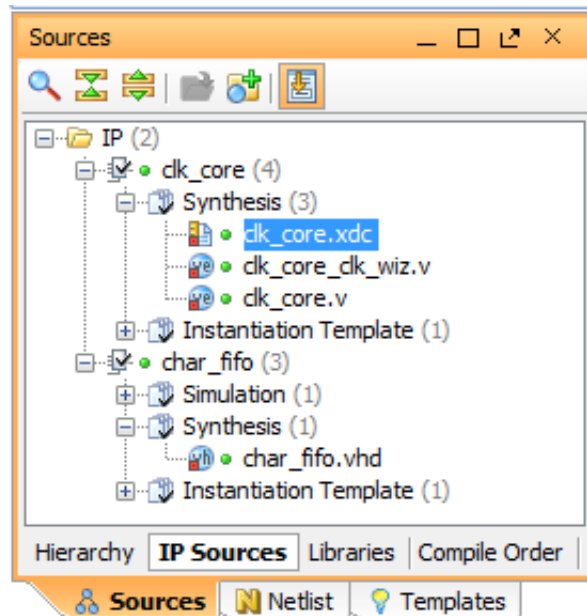 Sources
IP (2)
clk_core (4)
Synthesis (3)
clk_core.xdc
clk_core_clk_wiz.v
clk_core.v
Instantiation Template (1)
char_fifo (3)
Simulation (1)
Synthesis (1)
char_fifo.vhd
Instantiation Template (1)
Hierarchy IP Sources Libraries Compile Order
Sources Netlist Templates